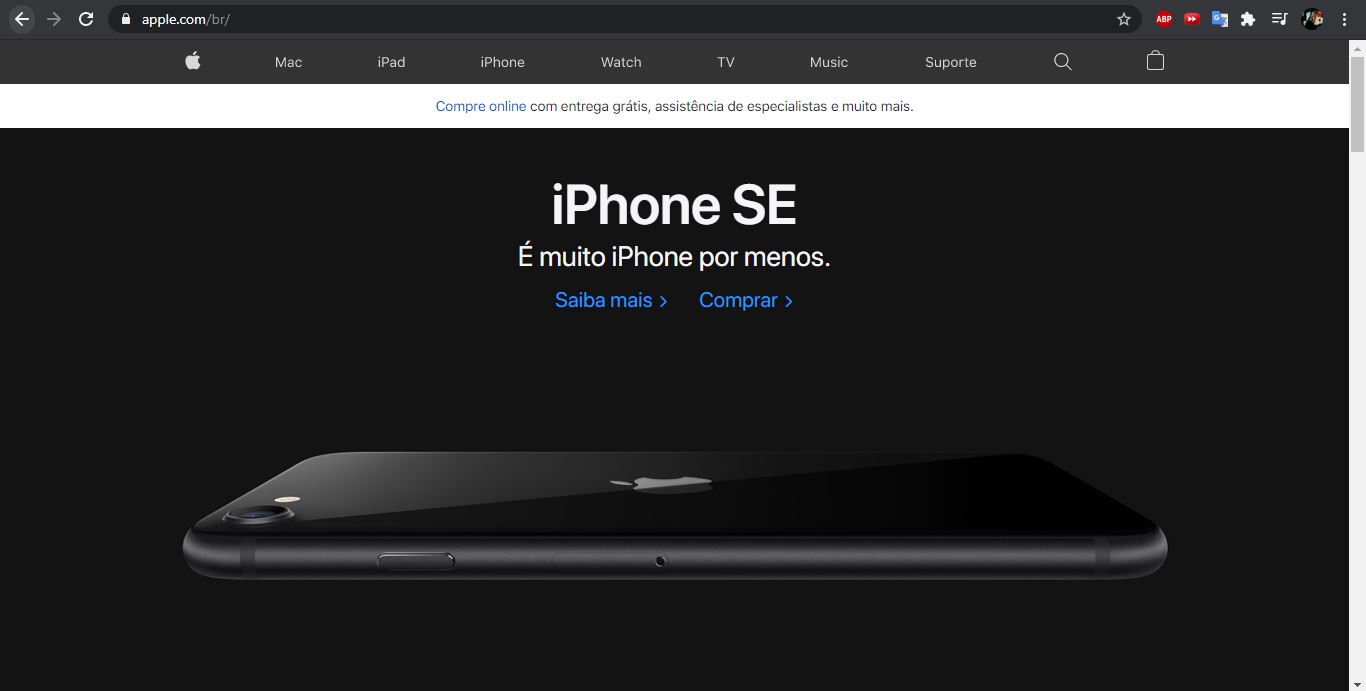 apple.com/br/
ABP
Mac iPad iPhone Watch TV Music Suporte
Compre online com entrega grátis, assistência de especialistas e muito mais.
iPhone SE
É muito iPhone por menos.
Saiba mais > Comprar >